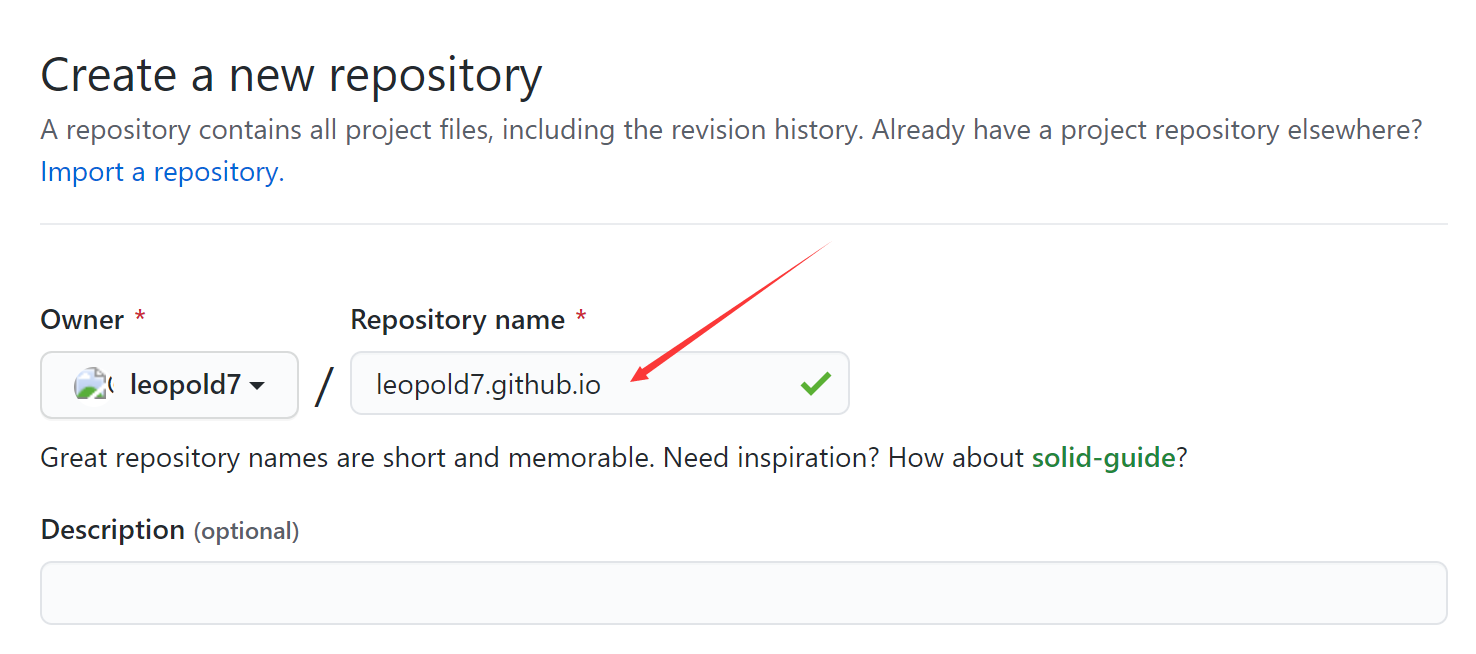 Create a new repository
A repository contains all project files, including the revision history. Already have a project repository elsewhere?
Import a repository.
Owner * Repository name *
leopold7 / leopold7.github.io
Great repository names are short and memorable. Need inspiration? How about solid-guide?
Description (optional)